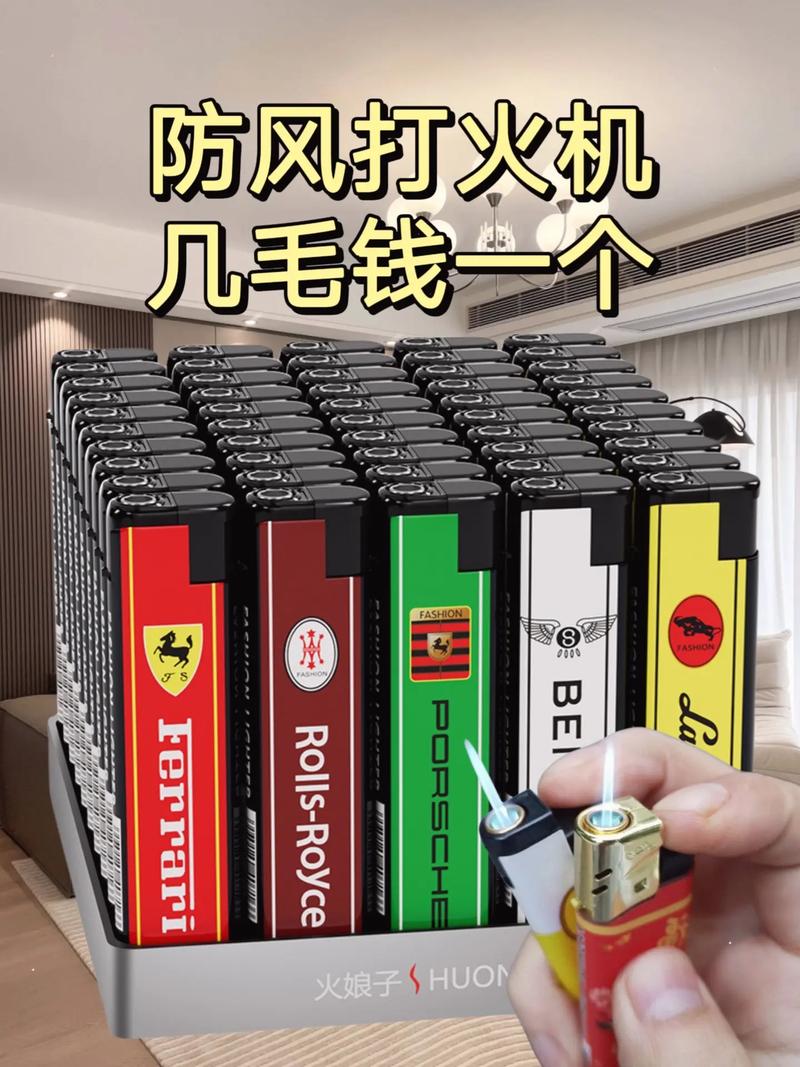 防风打火机
几毛钱一个
Ferrari
F S
Rolls-Royce
FASHION
PORSCHE
FASHION
BE
S
La
FASHION
火娘子 HUON